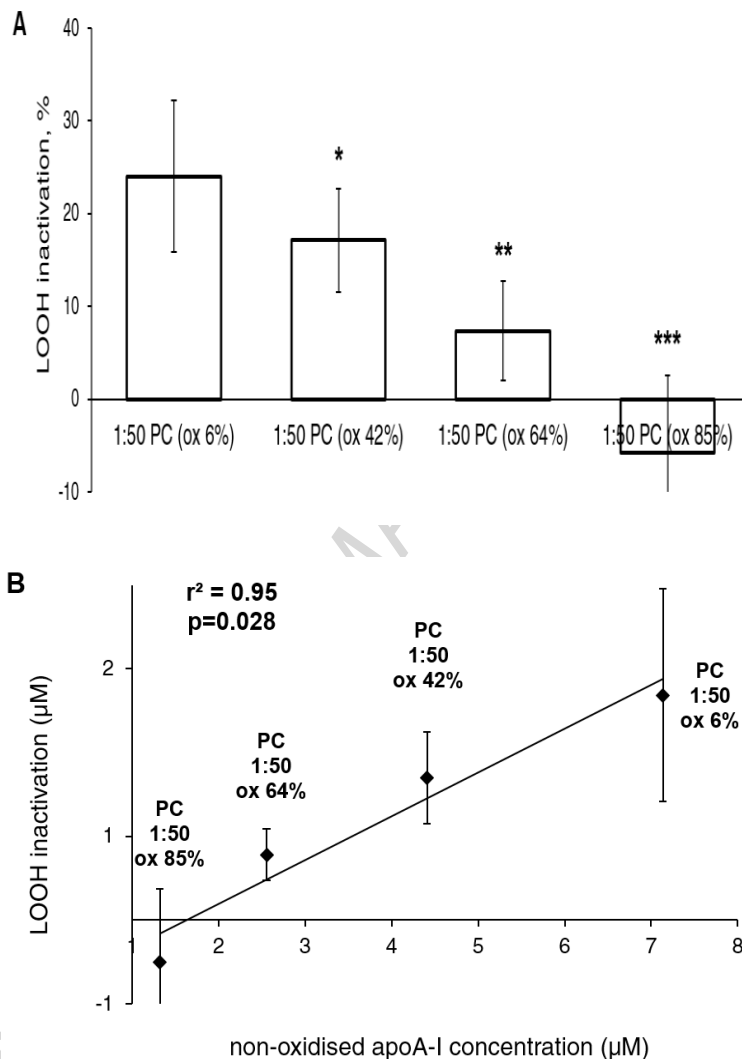 A
LOOH inactivation, %
40
30
20
10
0
-10
*
**
***
1:50 PC (ox 6%)
1:50 PC (ox 42%)
1:50 PC (ox 64%)
1:50 PC (ox 85%)
B
r² = 0.95
p=0.028
LOOH inactivation (µM)
2
1
-1
PC
1:50
ox 85%
PC
1:50
ox 64%
PC
1:50
ox 42%
PC
1:50
ox 6%
1 2 3 4 5 6 7 8
non-oxidised apoA-I concentration (µM)